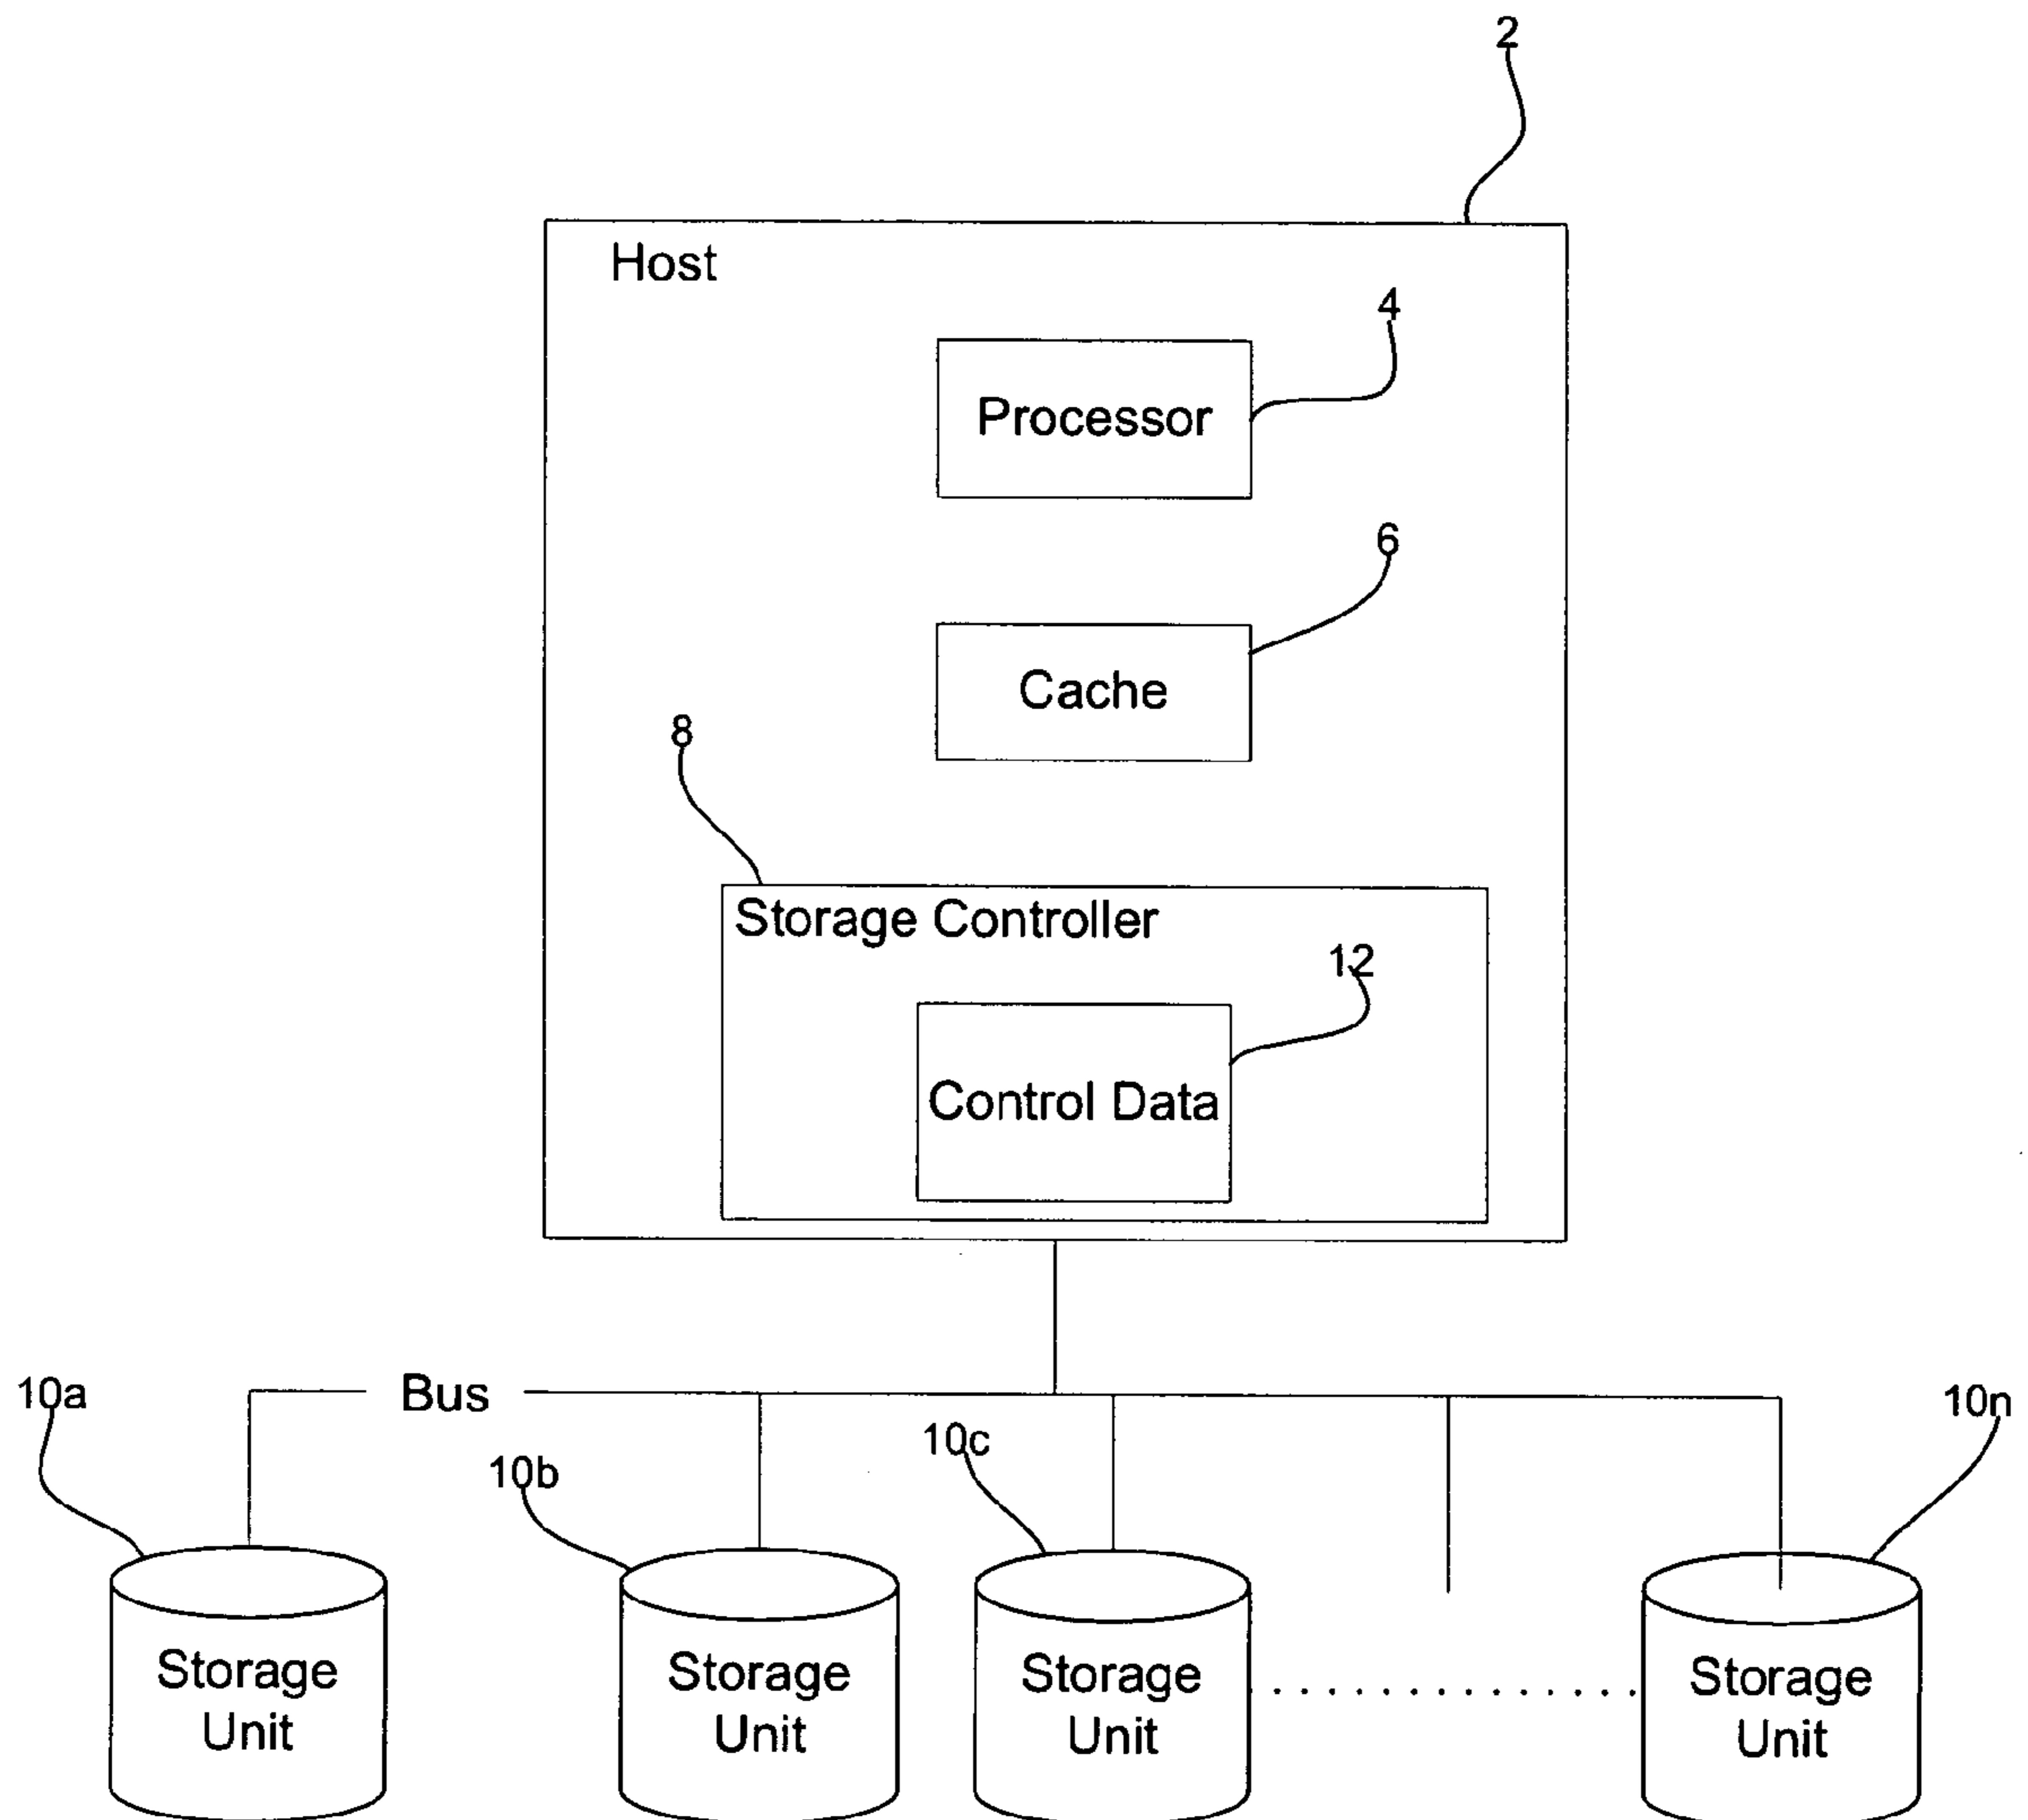 2
Host
4
Processor
6
Cache
8
Storage Controller
12
Control Data
10a
Bus
10b
10c
10n
Storage
Unit
Storage
Unit
Storage
Unit
Storage
Unit